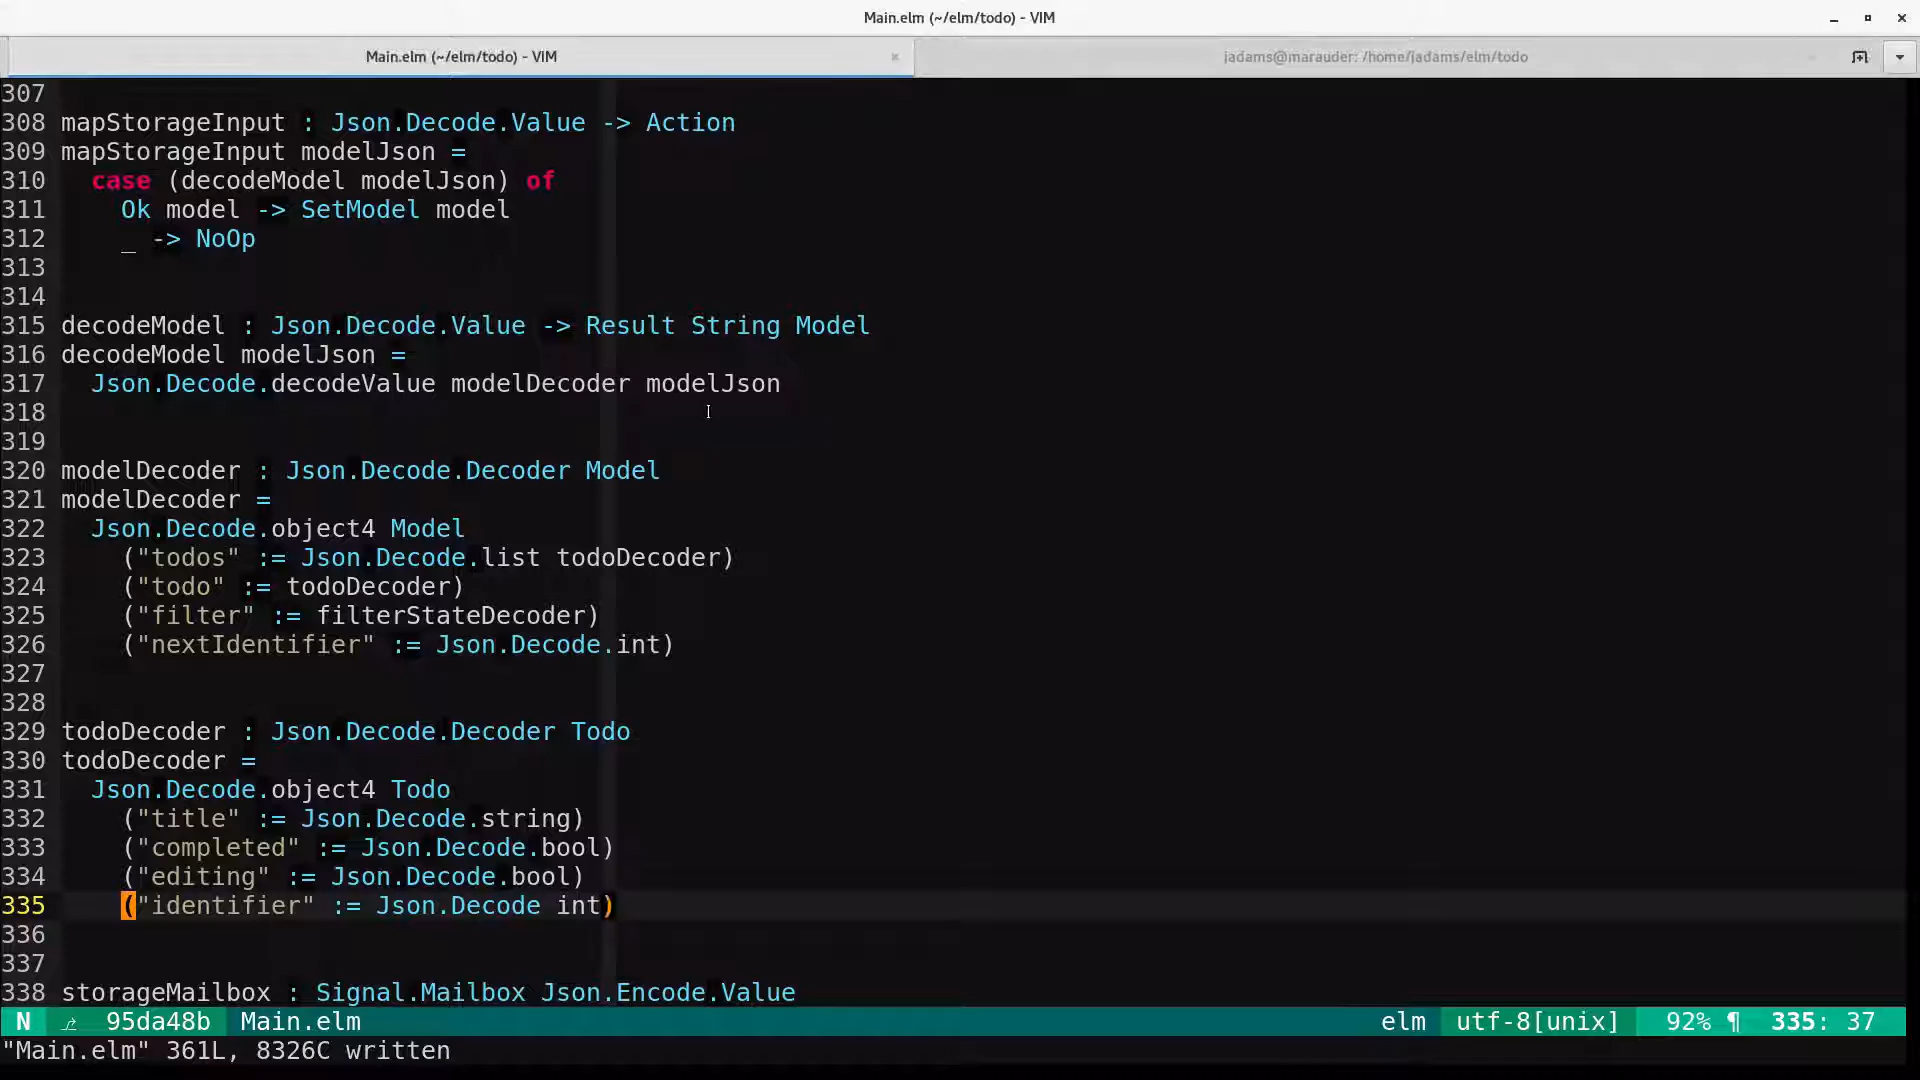 Main.elm (~/elm/todo) - VIM
Main.elm (~/elm/todo) - VIM
jadams@marauder: /home/jadams/elm/todo
307
308 mapStorageInput : Json.Decode.Value -> Action
309 mapStorageInput modelJson =
310   case (decodeModel modelJson) of
311     Ok model -> SetModel model
312     _ -> NoOp
313
314
315 decodeModel : Json.Decode.Value -> Result String Model
316 decodeModel modelJson =
317   Json.Decode.decodeValue modelDecoder modelJson
318
319
320 modelDecoder : Json.Decode.Decoder Model
321 modelDecoder =
322   Json.Decode.object4 Model
323     ("todos" := Json.Decode.list todoDecoder)
324     ("todo" := todoDecoder)
325     ("filter" := filterStateDecoder)
326     ("nextIdentifier" := Json.Decode.int)
327
328
329 todoDecoder : Json.Decode.Decoder Todo
330 todoDecoder =
331   Json.Decode.object4 Todo
332     ("title" := Json.Decode.string)
333     ("completed" := Json.Decode.bool)
334     ("editing" := Json.Decode.bool)
335     ("identifier" := Json.Decode int)
336
337
338 storageMailbox : Signal.Mailbox Json.Encode.Value
N 95da48b Main.elm elm utf-8[unix] 92% ¶ 335: 37
"Main.elm" 361L, 8326C written